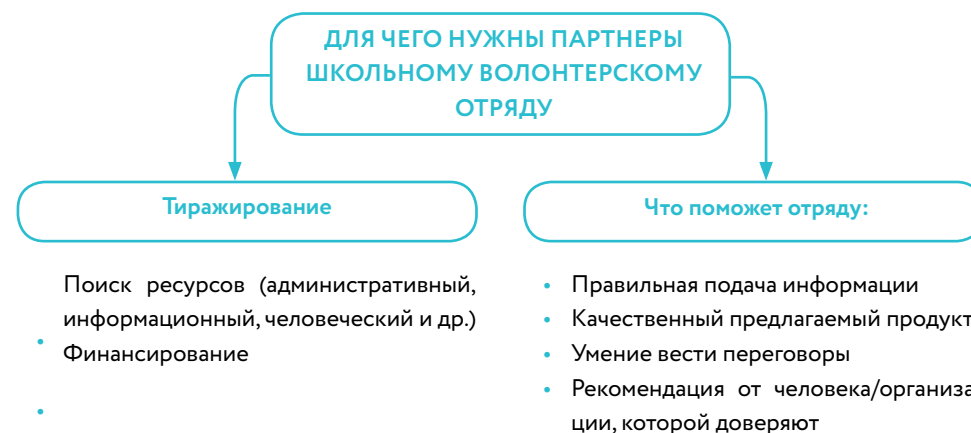 ДЛЯ ЧЕГО НУЖНЫ ПАРТНЕРЫ
ШКОЛЬНОМУ ВОЛОНТЕРСКОМУ
ОТРЯДУ
Тиражирование
Поиск ресурсов (административный,
информационный, человеческий и др.)
• Финансирование
•
Что поможет отряду:
• Правильная подача информации
• Качественный предлагаемый продукт
• Умение вести переговоры
• Рекомендация от человека/организа
ции, которой доверяют